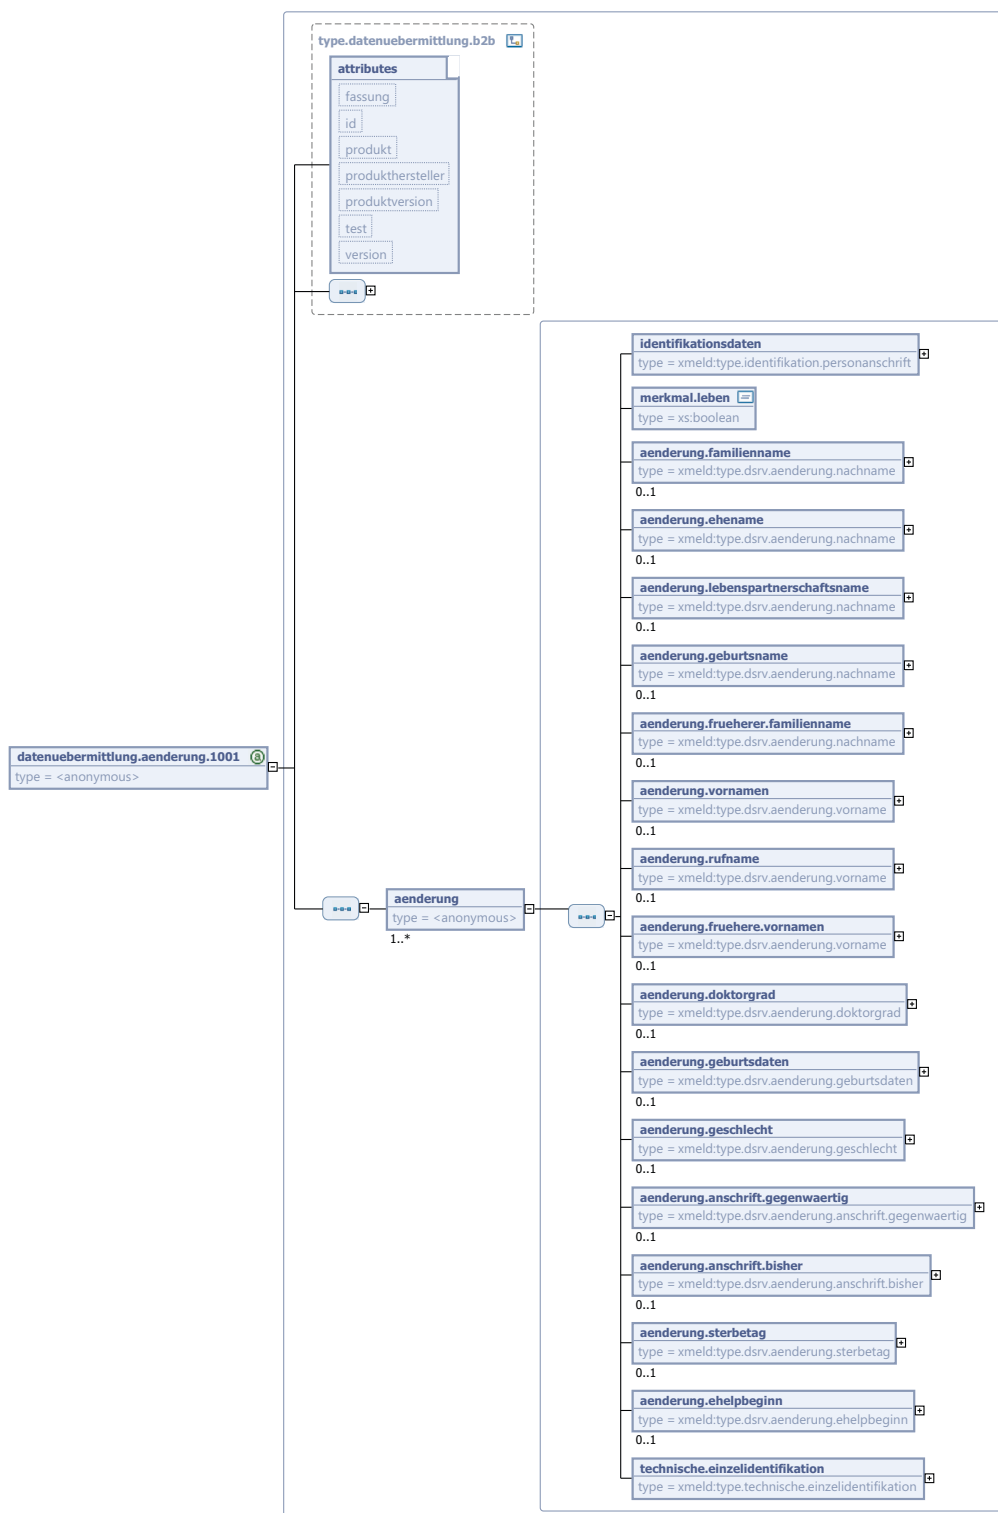 type.datenuebermittlung.b2b
attributes
fassung
id
produkt
produkthersteller
produktversion
test
version
identifikationsdaten
type = xmeld:type.identifikation.personanschrift
merkmal.leben
type = xs:boolean
aenderung.familienname
type = xmeld:type.dsrv.aenderung.nachname
0..1
aenderung.ehename
type = xmeld:type.dsrv.aenderung.nachname
0..1
aenderung.lebenspartnerschaftsname
type = xmeld:type.dsrv.aenderung.nachname
0..1
aenderung.geburtsname
type = xmeld:type.dsrv.aenderung.nachname
0..1
aenderung.frueherer.familienname
type = xmeld:type.dsrv.aenderung.nachname
0..1
datenuebermittlung.aenderung.1001 a
type = <anonymous>
aenderung.vornamen
type = xmeld:type.dsrv.aenderung.vorname
0..1
aenderung.rufname
type = xmeld:type.dsrv.aenderung.vorname
0..1
aenderung
type = <anonymous>
1..*
aenderung.fruehere.vornamen
type = xmeld:type.dsrv.aenderung.vorname
0..1
aenderung.doktorgrad
type = xmeld:type.dsrv.aenderung.doktorgrad
0..1
aenderung.geburtsdaten
type = xmeld:type.dsrv.aenderung.geburtsdaten
0..1
aenderung.geschlecht
type = xmeld:type.dsrv.aenderung.geschlecht
0..1
aenderung.anschrift.gegenwaertig
type = xmeld:type.dsrv.aenderung.anschrift.gegenwaertig
0..1
aenderung.anschrift.bisher
type = xmeld:type.dsrv.aenderung.anschrift.bisher
0..1
aenderung.sterbetag
type = xmeld:type.dsrv.aenderung.sterbetag
0..1
aenderung.ehelpbeginn
type = xmeld:type.dsrv.aenderung.ehelpbeginn
0..1
technische.einzelidentifikation
type = xmeld:type.technische.einzelidentifikation